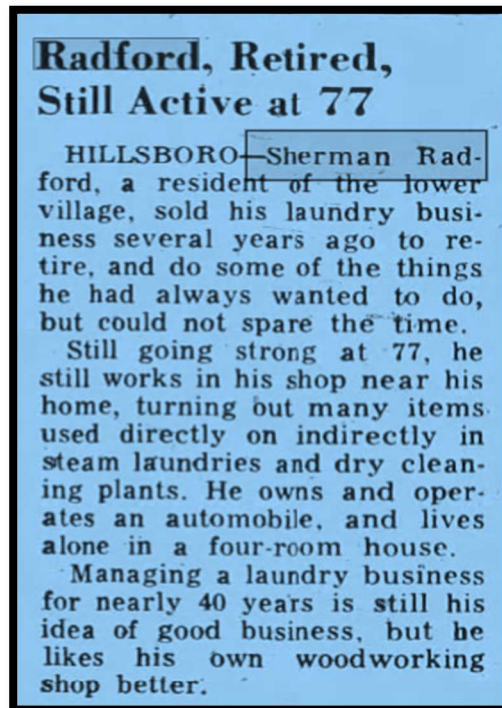 Radford, Retired,
Still Active at 77
HILLSBORO—Sherman Rad-
ford, a resident of the lower
village, sold his laundry busi-
ness several years ago to re-
tire, and do some of the things
he had always wanted to do,
but could not spare the time.
Still going strong at 77, he
still works in his shop near his
home, turning out many items
used directly on indirectly in
steam laundries and dry clean-
ing plants. He owns and oper-
ates an automobile, and lives
alone in a four-room house.
Managing a laundry business
for nearly 40 years is still his
idea of good business, but he
likes his own woodworking
shop better.